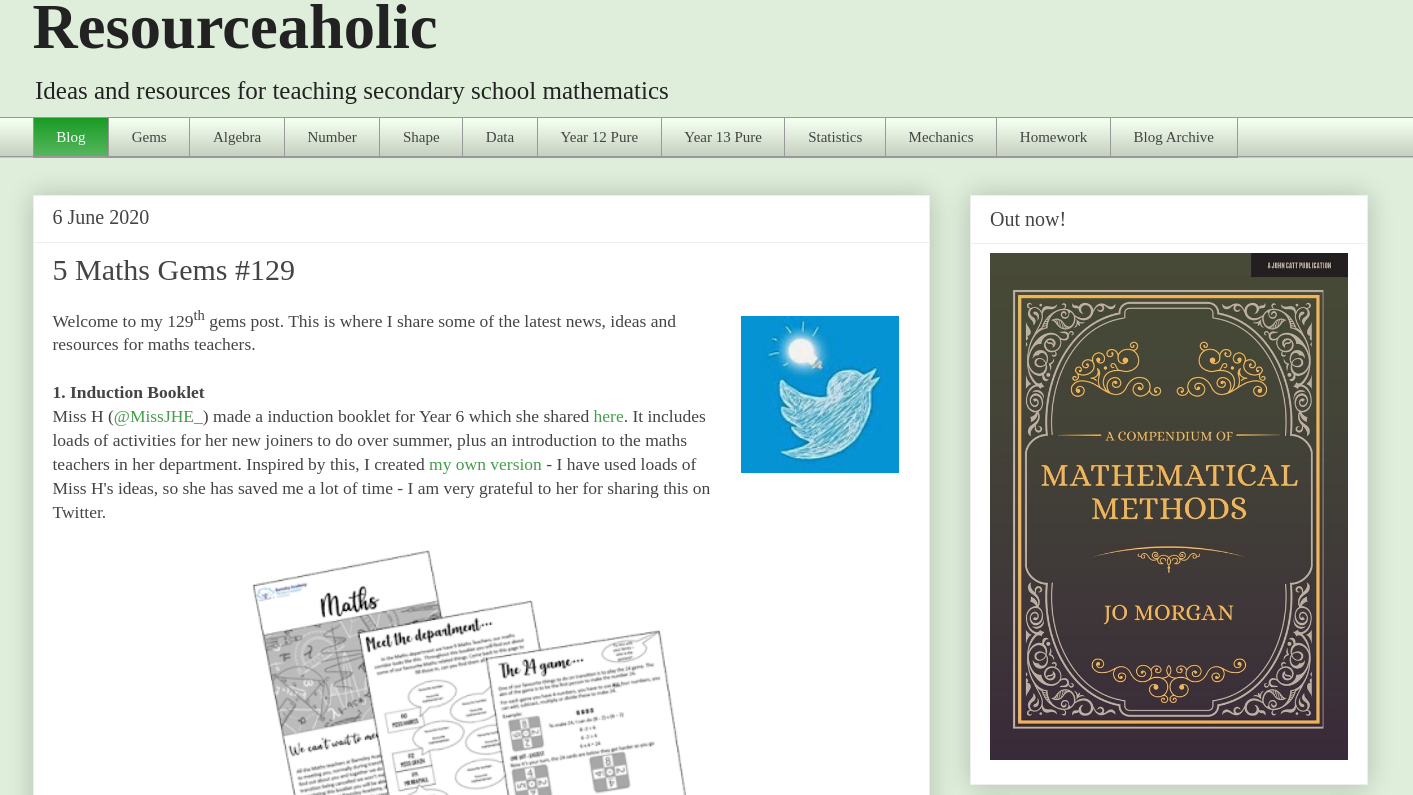 Resourceaholic
Ideas and resources for teaching secondary school mathematics
Blog
Gems
Algebra
Number
Shape
Data
Year 12 Pure
Year 13 Pure
Statistics
Mechanics
Homework
Blog Archive
6 June 2020
5 Maths Gems #129
Welcome to my 129th gems post. This is where I share some of the latest news, ideas and
resources for maths teachers.
1. Induction Booklet
Miss H (@MissJHE_) made a induction booklet for Year 6 which she shared here. It includes
loads of activities for her new joiners to do over summer, plus an introduction to the maths
teachers in her department. Inspired by this, I created my own version - I have used loads of
Miss H's ideas, so she has saved me a lot of time - I am very grateful to her for sharing this on
Twitter.
Maths
We can't wait to
Meet the department...
The 24 game...
Example:
Out now!
A JOHN CATT PUBLICATION
A COMPENDIUM OF
MATHEMATICAL
METHODS
JO MORGAN